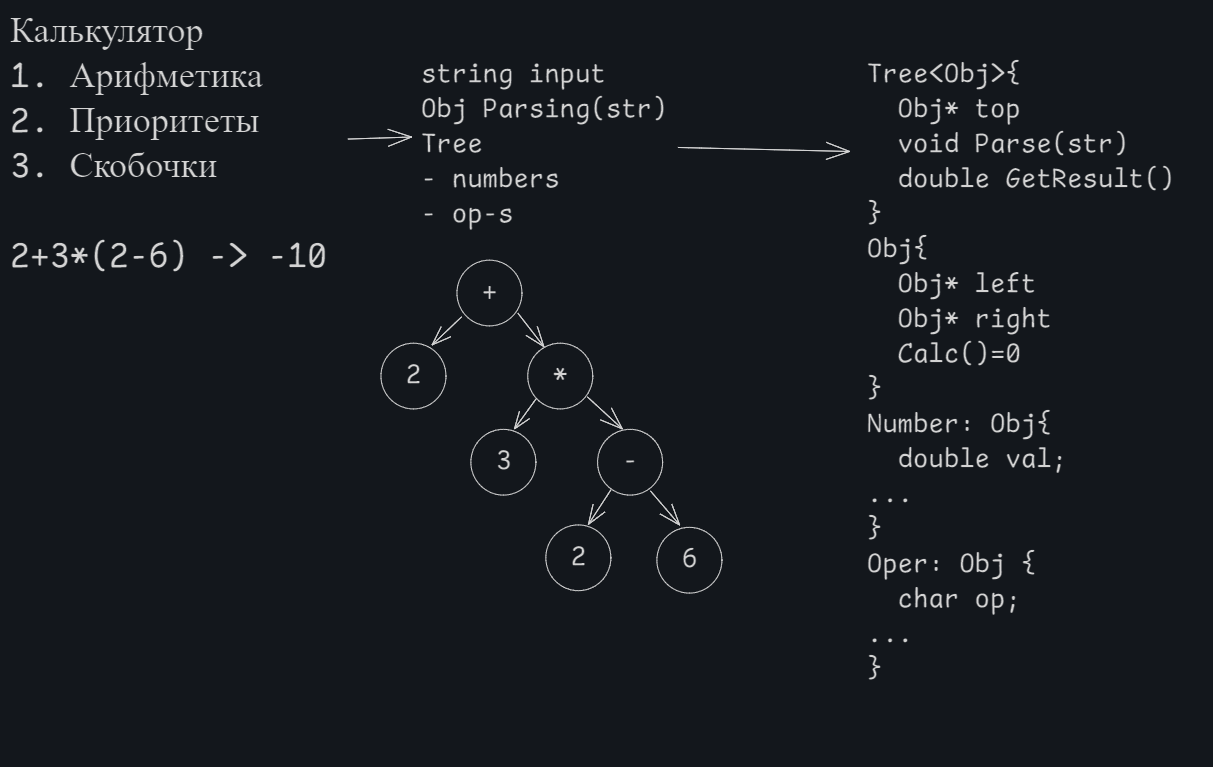 Калькулятор
1. Арифметика
2. Приоритеты
3. Скобочки
2+3*(2-6) -> -10
string input
Obj Parsing(str)
Tree
- numbers
- op-s
+
2
*
3
-
2
6
Tree<Obj>{
Obj* top
void Parse(str)
double GetResult()
}
Obj{
Obj* left
Obj* right
Calc()=0
}
Number: Obj{
double val;
...
}
Oper: Obj {
char op;
...
}